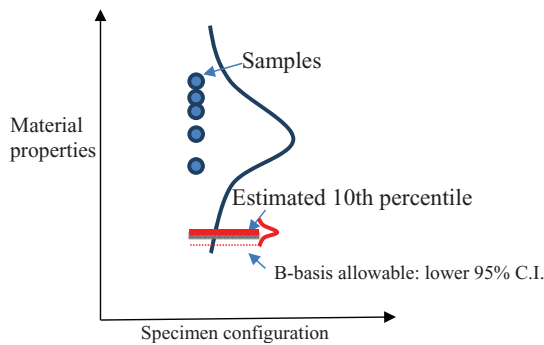 Samples
Material
properties
Estimated 10th percentile
B-basis allowable: lower 95% C.I.
Specimen configuration